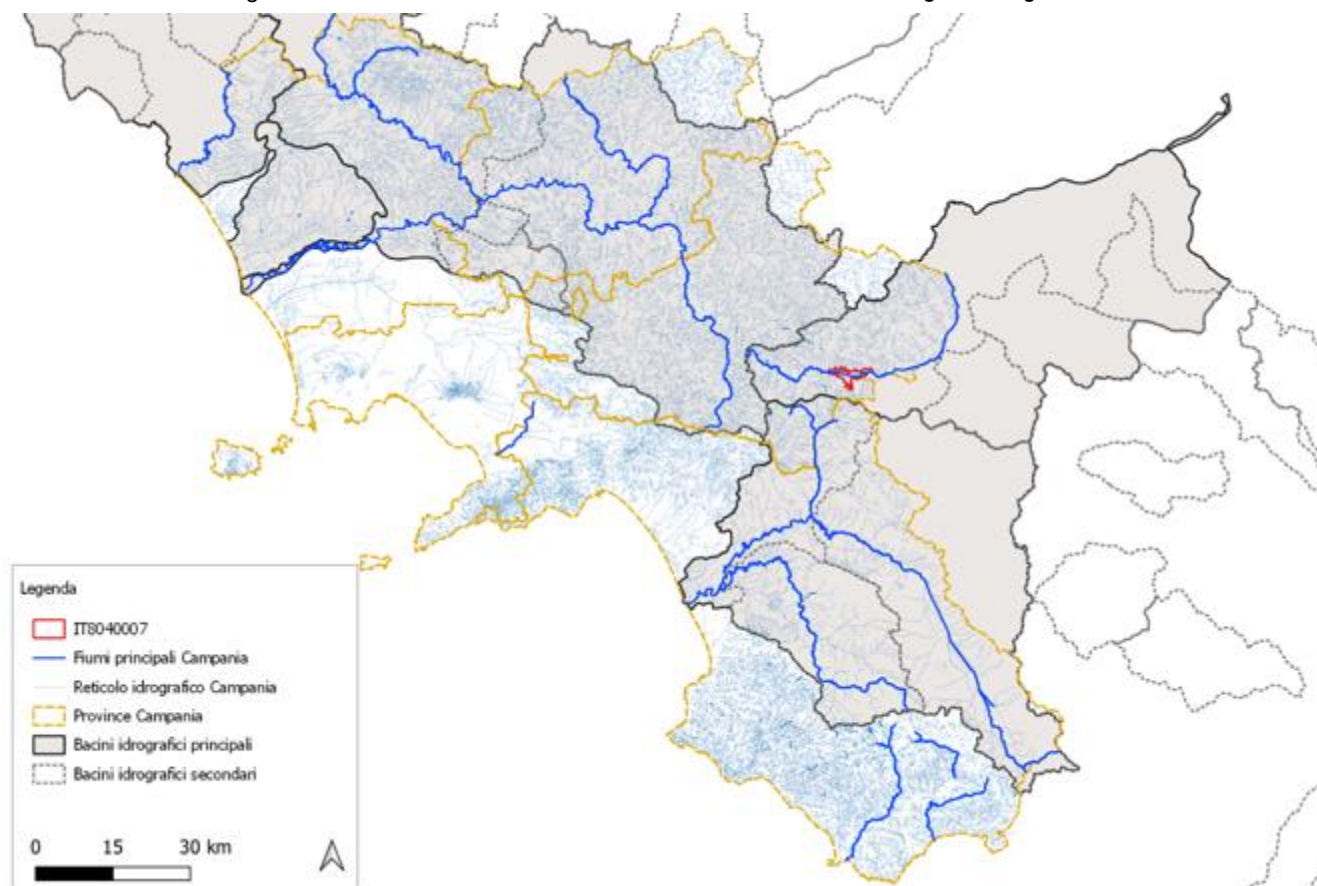 Legenda
IT8040007
Fiumi principali Campania
Reticolo idrografico Campania
Province Campania
Bacini idrografici principali
Bacini idrografici secondari
0 15 30 km